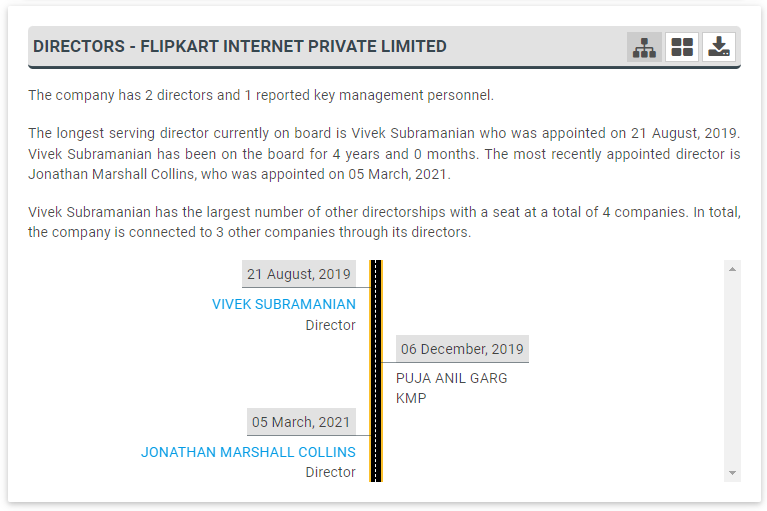 DIRECTORS - FLIPKART INTERNET PRIVATE LIMITED
The company has 2 directors and 1 reported key management personnel.
The longest serving director currently on board is Vivek Subramanian who was appointed on 21 August, 2019.
Vivek Subramanian has been on the board for 4 years and 0 months. The most recently appointed director is
Jonathan Marshall Collins, who was appointed on 05 March, 2021.
Vivek Subramanian has the largest number of other directorships with a seat at a total of 4 companies. In total,
the company is connected to 3 other companies through its directors.
21 August, 2019
VIVEK SUBRAMANIAN
Director
06 December, 2019
PUJA ANIL GARG
KMP
05 March, 2021
JONATHAN MARSHALL COLLINS
Director